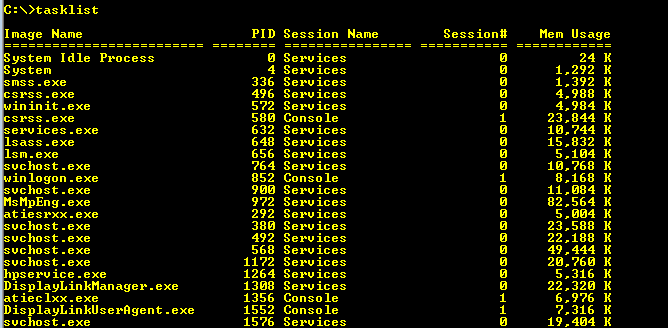 C:\>tasklist
Image Name                     PID Session Name        Session#    Mem Usage
========================= ======== ================ =========== ============
System Idle Process              0 Services                   0         24 K
System                           4 Services                   0      1,292 K
smss.exe                       336 Services                   0      1,392 K
csrss.exe                      496 Services                   0      4,988 K
wininit.exe                    572 Services                   0      4,984 K
csrss.exe                      580 Console                    1     23,844 K
services.exe                   632 Services                   0     10,744 K
lsass.exe                      648 Services                   0     15,832 K
lsm.exe                        656 Services                   0      5,104 K
svchost.exe                    764 Services                   0     10,768 K
winlogon.exe                   852 Console                    1      8,168 K
svchost.exe                    900 Services                   0     11,084 K
MsMpEng.exe                    972 Services                   0     82,564 K
atiesrxx.exe                   292 Services                   0      5,004 K
svchost.exe                    380 Services                   0     23,588 K
svchost.exe                    492 Services                   0     22,188 K
svchost.exe                    568 Services                   0     49,444 K
svchost.exe                   1172 Services                   0     20,760 K
hpservice.exe                 1264 Services                   0      5,316 K
DisplayLinkManager.exe        1308 Services                   0     22,320 K
atieclxx.exe                  1356 Console                    1      6,976 K
DisplayLinkUserAgent.exe      1552 Console                    1      7,316 K
svchost.exe                   1576 Services                   0     19,404 K